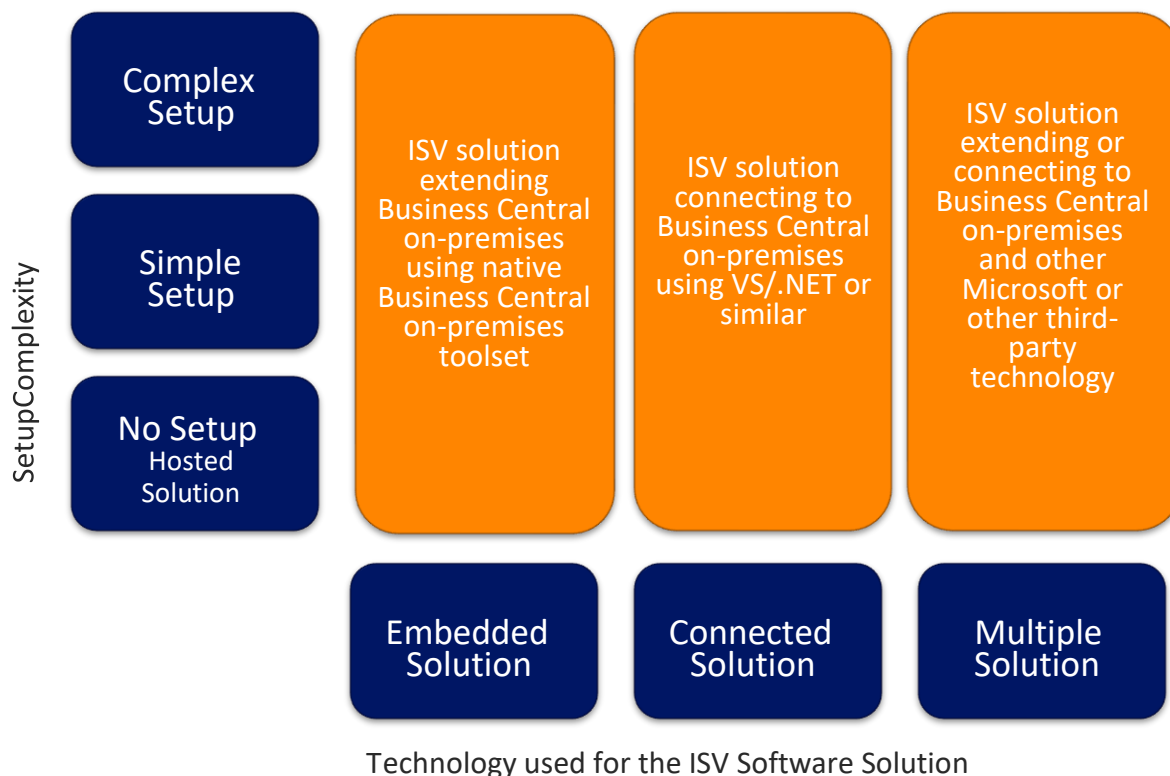 SetupComplexity
Complex
Setup
Simple
Setup
No Setup
Hosted
Solution
ISV solution
extending
Business Central
on-premises
using native
Business Central
on-premises
toolset
ISV solution
connecting to
Business Central
on-premises
using VS/.NET or
similar
ISV solution
extending or
connecting to
Business Central
on-premises
and other
Microsoft or
other third-
party
technology
Embedded
Solution
Connected
Solution
Multiple
Solution
Technology used for the ISV Software Solution